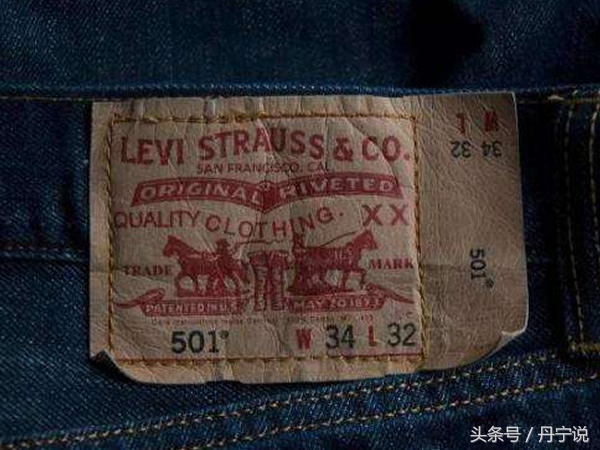 LEVI STRAUSS & CO.
SAN FRANCISCO, CAL.
ORIGINAL RIVETED
QUALITY CLOTHING. XX
TRADE MARK
PATENTED IN U.S. MAY 20 1873
501®
W 34 L 32
W L
34 32
501®
头条号 / 丹宁说